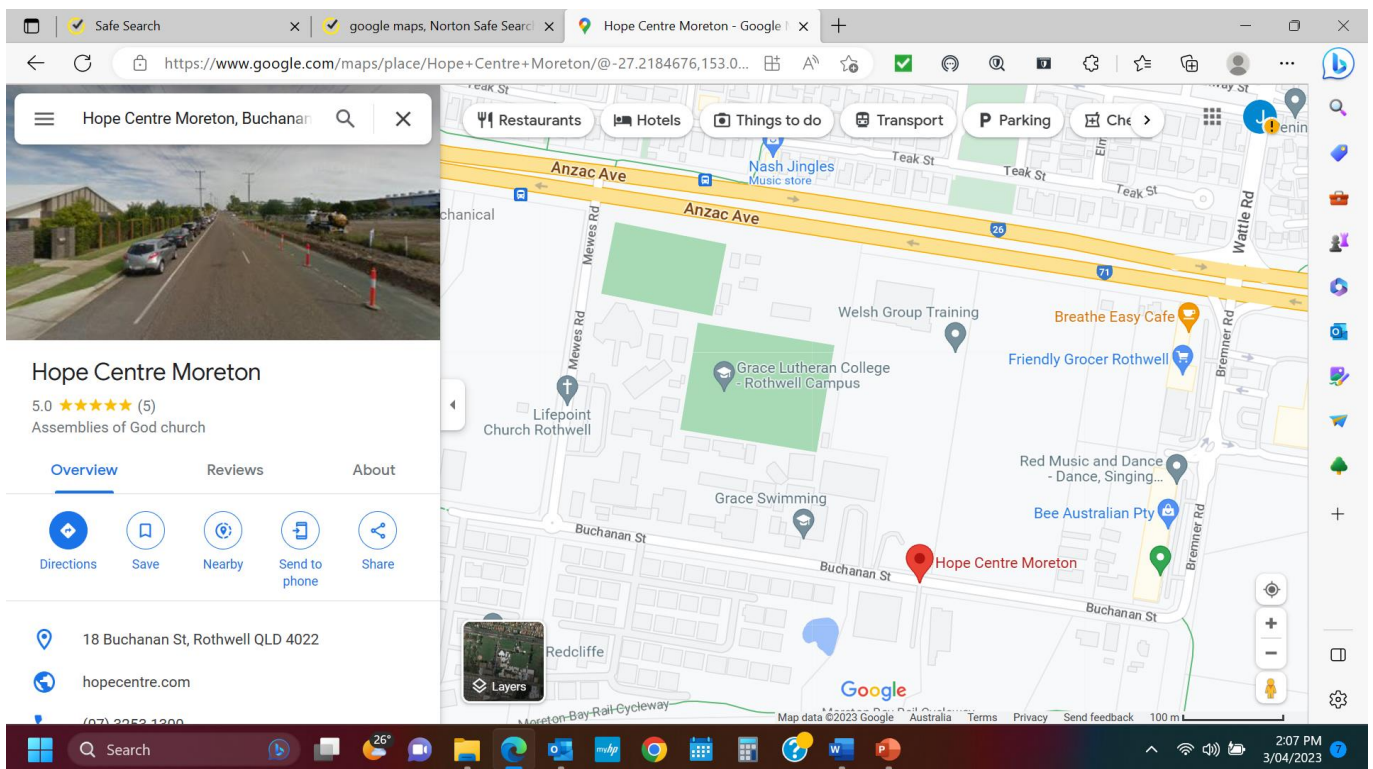 Safe Search
google maps, Norton Safe Search
Hope Centre Moreton - Google
https://www.google.com/maps/place/Hope+Centre+Moreton/@-27.2184676,153.0...
Hope Centre Moreton, Buchanan
Restaurants
Hotels
Things to do
Transport
P Parking
Che
J
Hope Centre Moreton
5.0 ★★★★★ (5)
Assemblies of God church
Overview
Reviews
About
Directions
Save
Nearby
Send to
phone
Share
18 Buchanan St, Rothwell QLD 4022
hopecentre.com
(07) 3253 1300
Teak St
Anzac Ave
Nash Jingles
Music store
Teak St
Teak St
Teak St
Wattle Rd
chanical
Mewes Rd
Anzac Ave
26
71
Mewes Rd
Welsh Group Training
Breathe Easy Cafe
Friendly Grocer Rothwell
Bremner Rd
Grace Lutheran College
- Rothwell Campus
Lifepoint
Church Rothwell
Red Music and Dance
- Dance, Singing...
Grace Swimming
Bee Australian Pty
Bremner Rd
Buchanan St
Buchanan St
Hope Centre Moreton
Buchanan St
Redcliffe
Layers
Google
Moreton-Bay-Rail-Cycleway
Map data ©2023 Google
Australia
Terms
Privacy
Send feedback
100 m
Search
26°
myhp
2:07 PM
3/04/2023
7